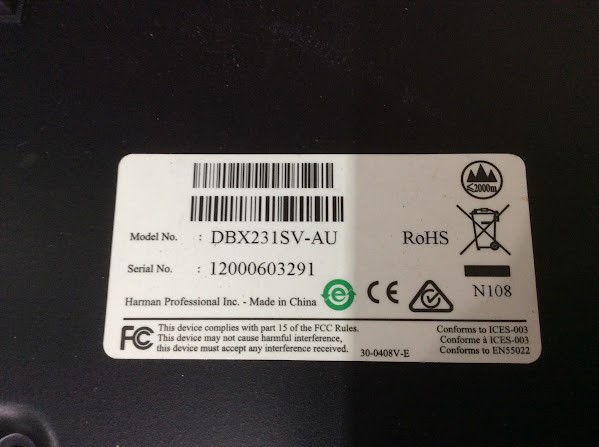 ≤2000m
Model No. : DBX231SV-AU
RoHS
Serial No. : 12000603291
N108
Harman Professional Inc. - Made in China
e
CE
FC
This device complies with part 15 of the FCC Rules.
This device may not cause harmful interference,
this device must accept any interference received.
30-0408V-E
Conforms to ICES-003
Conforme à ICES-003
Conforms to EN55022